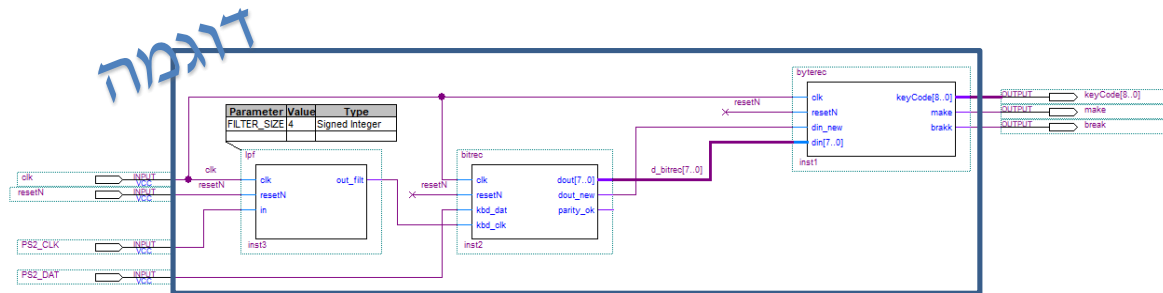 דוגמה
Parameter Value Type
FILTER_SIZE 4 Signed Integer
byterec
clk keyCode[8..0]
resetN make
din_new brakk
din[7..0]
inst1
resetN
OUTPUT keyCode[8..0]
OUTPUT make
OUTPUT break
lpf
clk out_filt
resetN
in
inst3
clk
resetN
bitrec
clk dout[7..0]
resetN dout_new
kbd_dat parity_ok
kbd_clk
inst2
resetN
d_bitrec[7..0]
clk INPUT VCC
resetN INPUT VCC
PS2_CLK INPUT VCC
PS2_DAT INPUT VCC